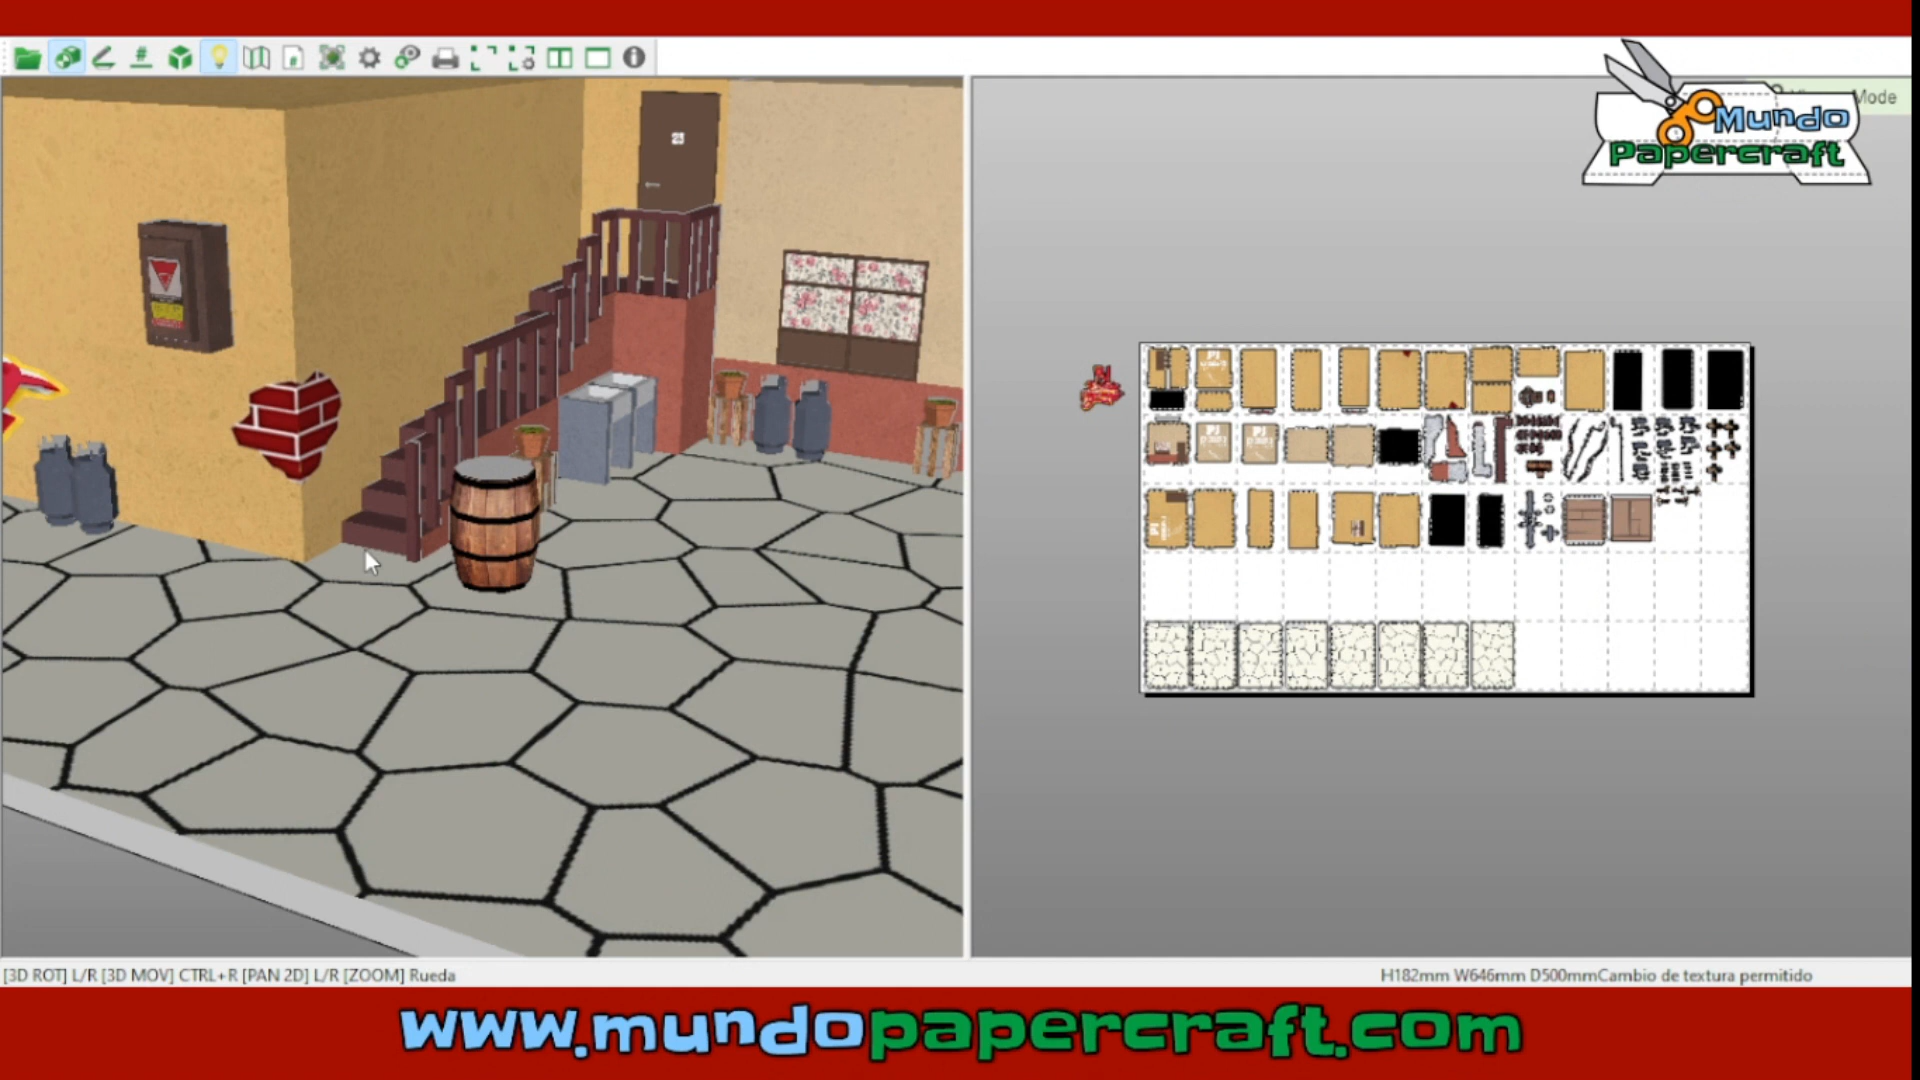 Mode
Mundo
Papercraft
23
[3D ROT] L/R [3D MOV] CTRL+R [PAN 2D] L/R [ZOOM] Rueda
H182mm W646mm D500mmCambio de textura permitido
www.mundopapercraft.com